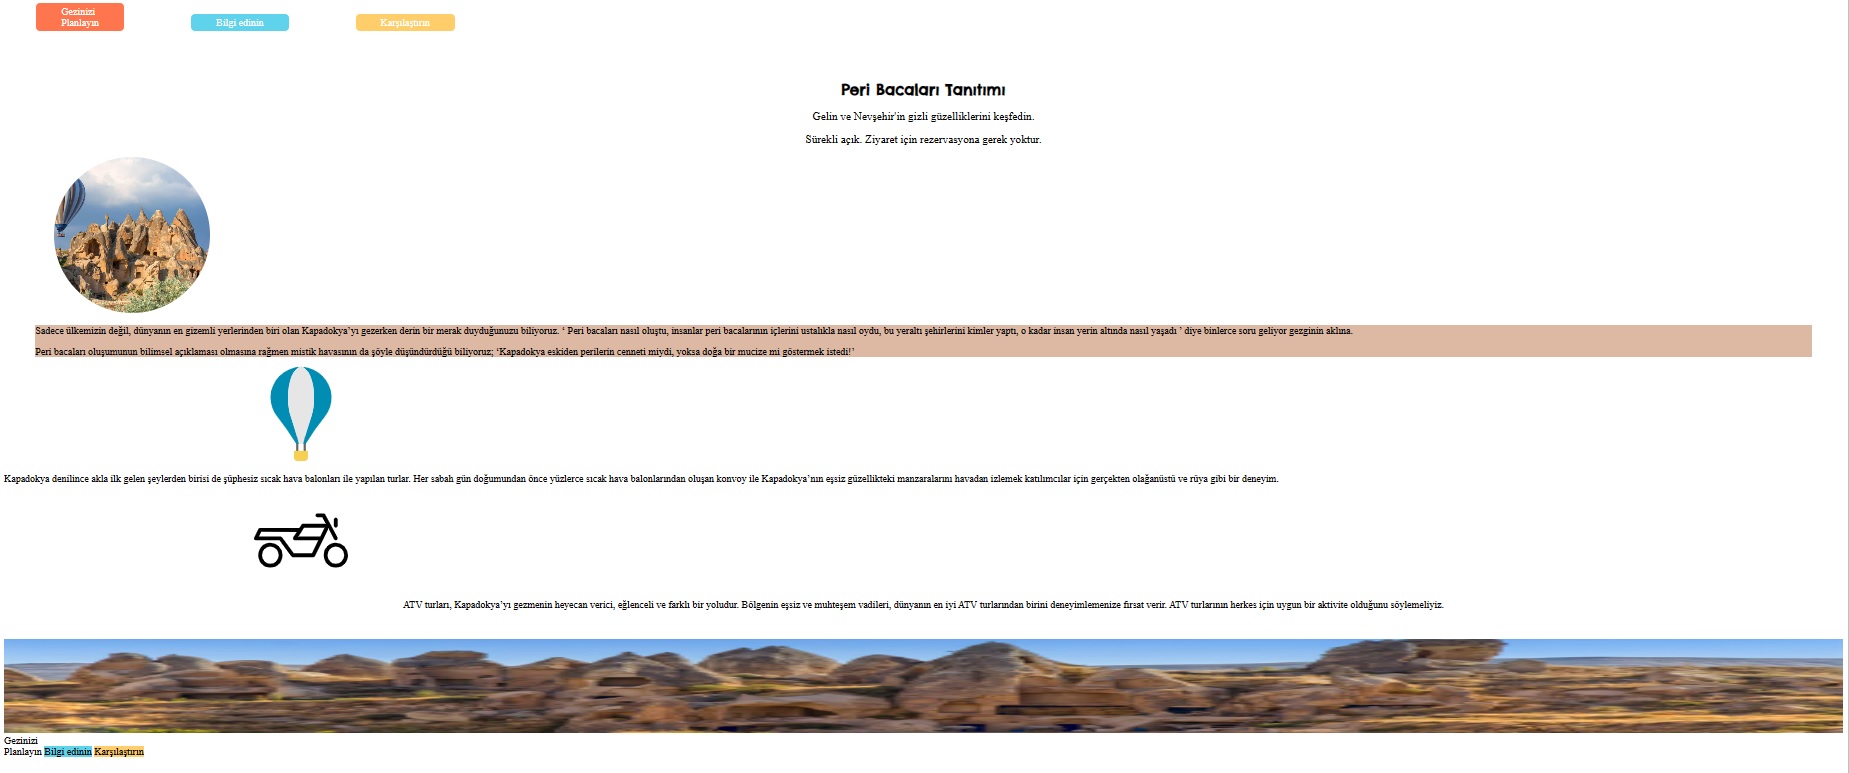 Gezinizi
Planlayın
Bilgi edinin
Karşılaştırın
Peri Bacaları Tanıtımı
Gelin ve Nevşehir'in gizli güzelliklerini keşfedin.
Sürekli açık. Ziyaret için rezervasyona gerek yoktur.
Sadece ülkemizin değil, dünyanın en gizemli yerlerinden biri olan Kapadokya’yı gezerken derin bir merak duyduğunuzu biliyoruz. ‘ Peri bacaları nasıl oluştu, insanlar peri bacalarının içlerini ustalıkla nasıl oydu, bu yeraltı şehirlerini kimler yaptı, o kadar insan yerin altında nasıl yaşadı ’ diye binlerce soru geliyor gezginin aklına.
Peri bacaları oluşumunun bilimsel açıklaması olmasına rağmen mistik havasının da şöyle düşündürdüğü biliyoruz; ‘Kapadokya eskiden perilerin cenneti miydi, yoksa doğa bir mucize mi göstermek istedi!’
Kapadokya denilince akla ilk gelen şeylerden birisi de şüphesiz sıcak hava balonları ile yapılan turlar. Her sabah gün doğumundan önce yüzlerce sıcak hava balonlarından oluşan konvoy ile Kapadokya’nın eşsiz güzellikteki manzaralarını havadan izlemek katılımcılar için gerçekten olağanüstü ve rüya gibi bir deneyim.
ATV turları, Kapadokya’yı gezmenin heyecan verici, eğlenceli ve farklı bir yoludur. Bölgenin eşsiz ve muhteşem vadileri, dünyanın en iyi ATV turlarından birini deneyimlemenize fırsat verir. ATV turlarının herkes için uygun bir aktivite olduğunu söylemeliyiz.
Gezinizi
Planlayın Bilgi edinin Karşılaştırın